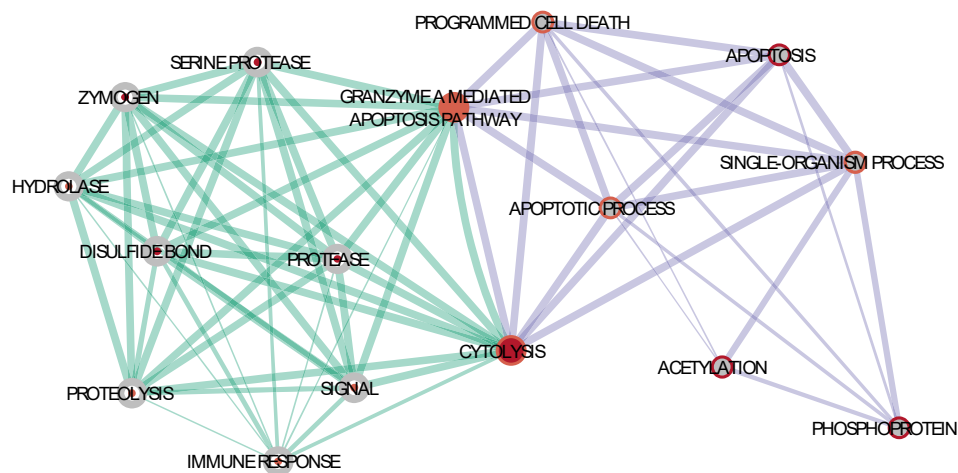 PROGRAMMED CELL DEATH
SERINE PROTEASE
APOPTOSIS
ZYMOGEN
GRANZYME A MEDIATED
APOPTOSIS PATHWAY
SINGLE-ORGANISM PROCESS
HYDROLASE
APOPTOTIC PROCESS
DISULFIDE BOND
PROTEASE
CYTOLYSIS
ACETYLATION
PROTEOLYSIS
SIGNAL
PHOSPHOPROTEIN
IMMUNE RESPONSE